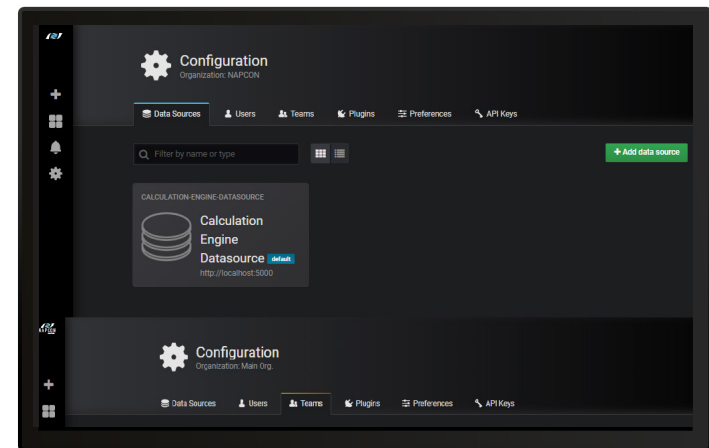 Configuration
Organization: NAPCON
Data Sources Users Teams Plugins Preferences API Keys
Filter by name or type
+ Add data source
CALCULATION-ENGINE-DATASOURCE
Calculation
Engine
Datasource default
http://localhost:5000
NAPCON
Configuration
Organization: Main Org.
Data Sources Users Teams Plugins Preferences API Keys